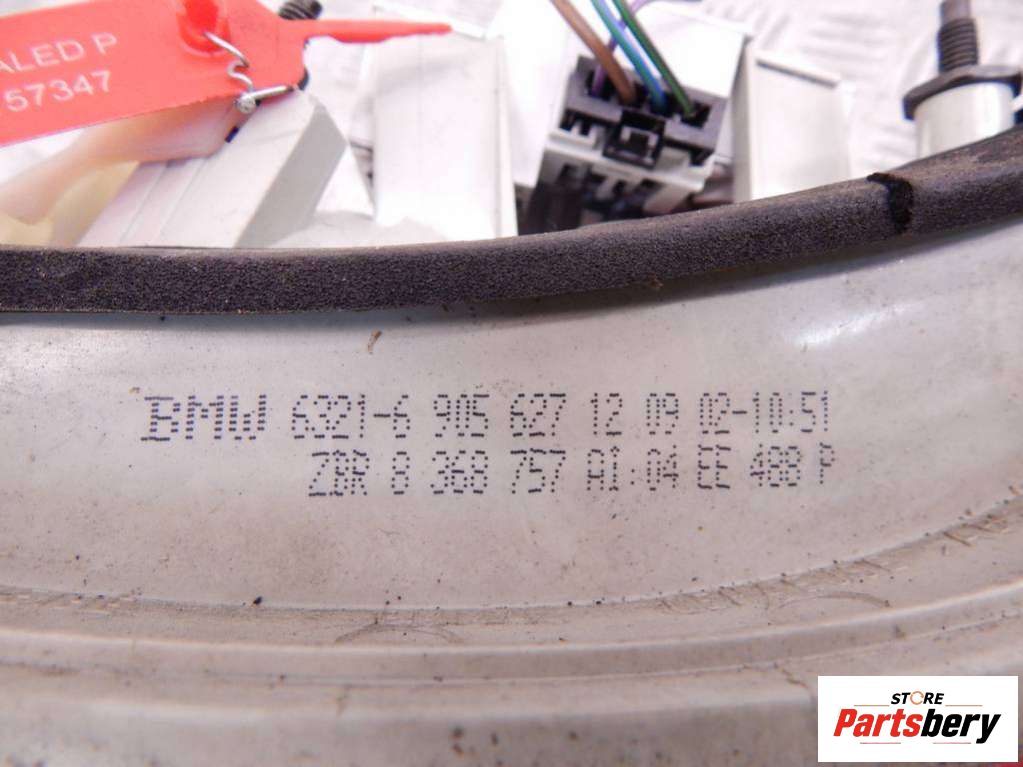 ALED P
57347
BMW 6321-6 905 627 12 09 02-10:51
ZBR 8 368 757 AI:04 EE 488 P
STORE
Partsbery